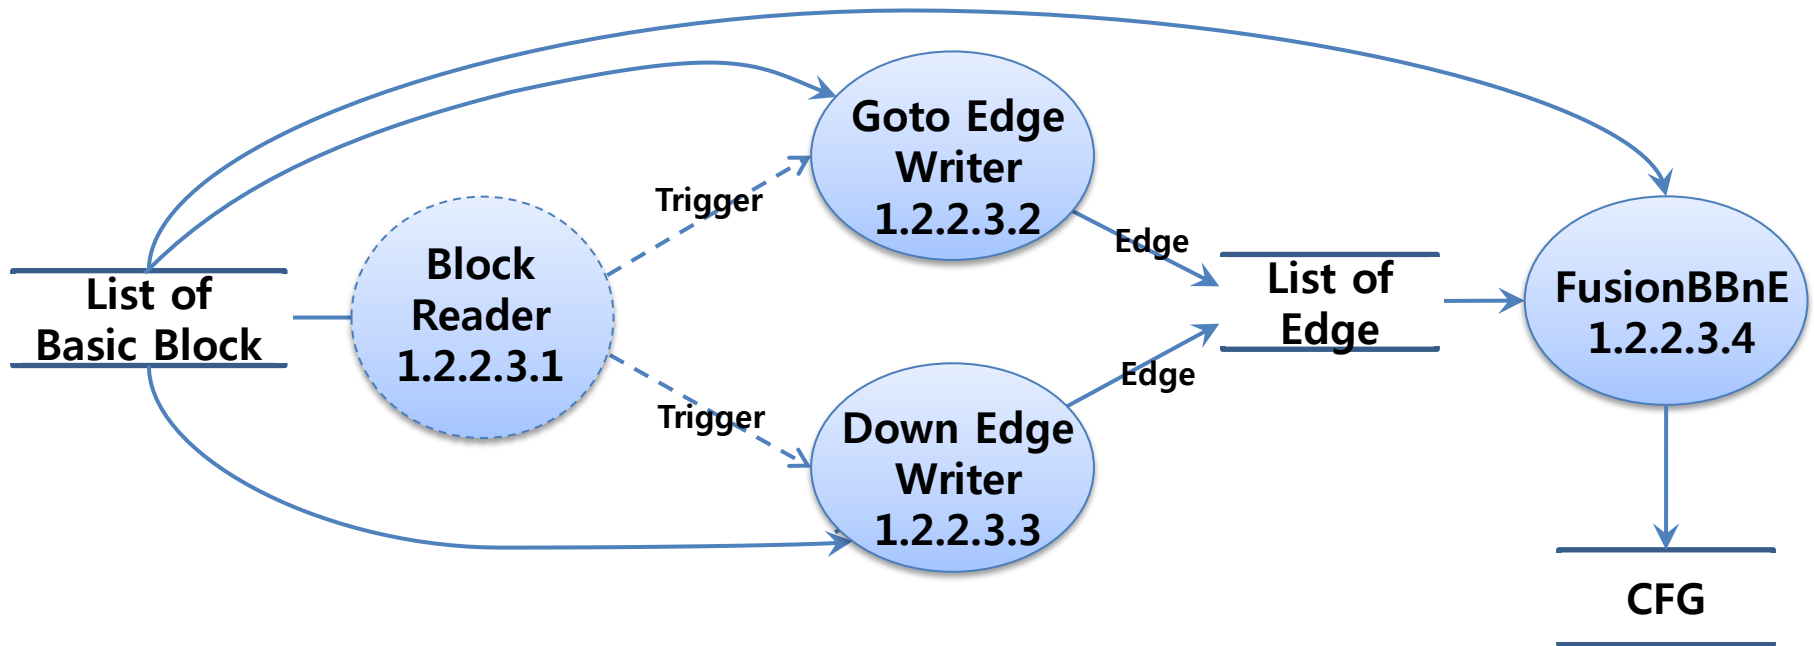 List of
Basic Block
Block
Reader
1.2.2.3.1
Trigger
Trigger
Goto Edge
Writer
1.2.2.3.2
Down Edge
Writer
1.2.2.3.3
Edge
Edge
List of
Edge
FusionBBnE
1.2.2.3.4
CFG